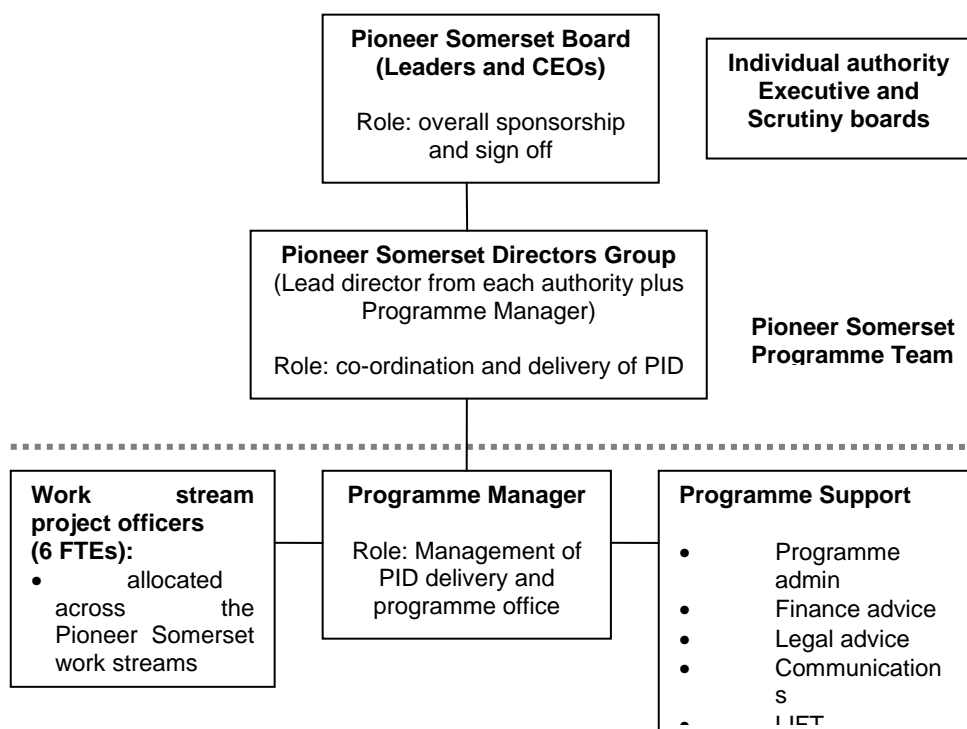 Pioneer Somerset Board
(Leaders and CEOs)
Role: overall sponsorship
and sign off
Individual authority
Executive and
Scrutiny boards
Pioneer Somerset Directors Group
(Lead director from each authority plus
Programme Manager)
Role: co-ordination and delivery of PID
Pioneer Somerset
Programme Team
Work stream
project officers
(6 FTEs):
• allocated
across the
Pioneer Somerset
work streams
Programme Manager
Role: Management of
PID delivery and
programme office
Programme Support
• Programme
admin
• Finance advice
• Legal advice
• Communication
s
•